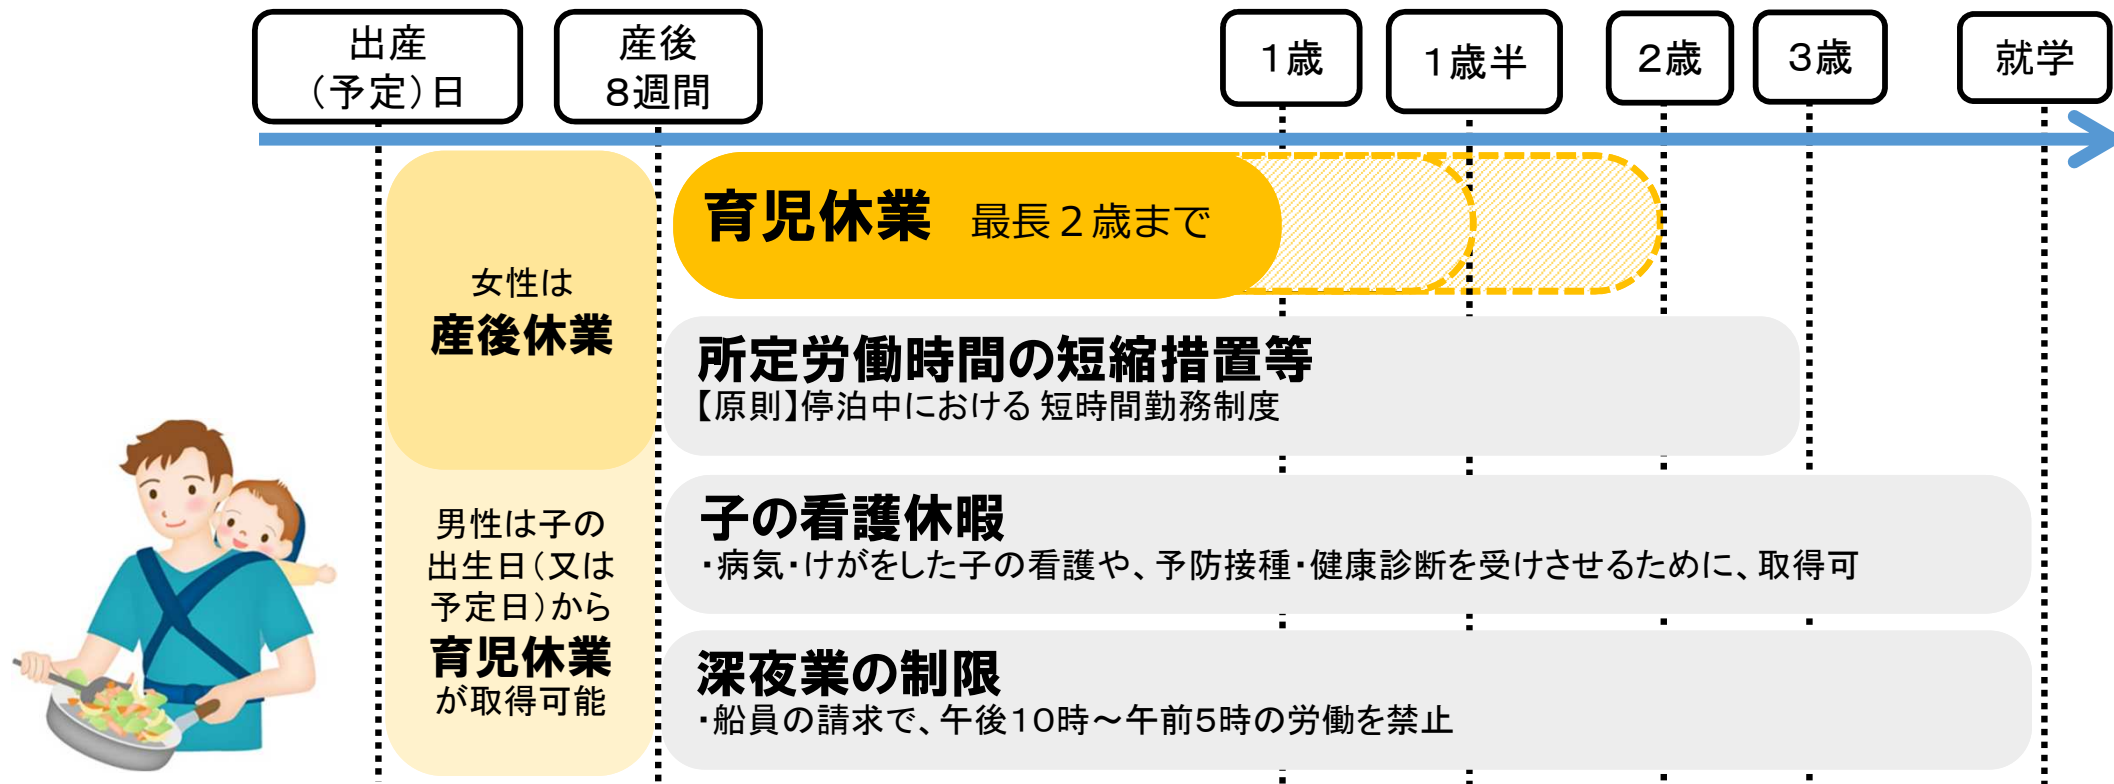 出産
（予定）日
産後
８週間
１歳
１歳半
２歳
３歳
就学
女性は
産後休業
男性は子の
出生日（又は
予定日）から
育児休業
が取得可能
育児休業 最長２歳まで
所定労働時間の短縮措置等
【原則】停泊中における 短時間勤務制度
子の看護休暇
・病気・けがをした子の看護や、予防接種・健康診断を受けさせるために、取得可
深夜業の制限
・船員の請求で、午後１０時～午前５時の労働を禁止